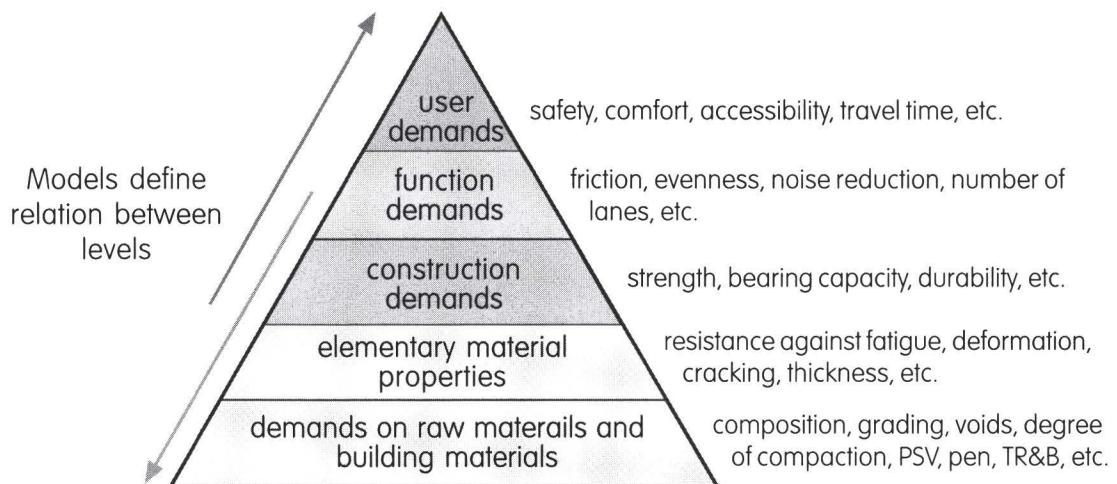 user
demands
safety, comfort, accessibility, travel time, etc.
Models define
relation between
levels
function
demands
friction, evenness, noise reduction, number of
lanes, etc.
construction
demands
strength, bearing capacity, durability, etc.
elementary material
properties
resistance against fatigue, deformation,
cracking, thickness, etc.
demands on raw materails and
building materials
composition, grading, voids, degree
of compaction, PSV, pen, TR&B, etc.